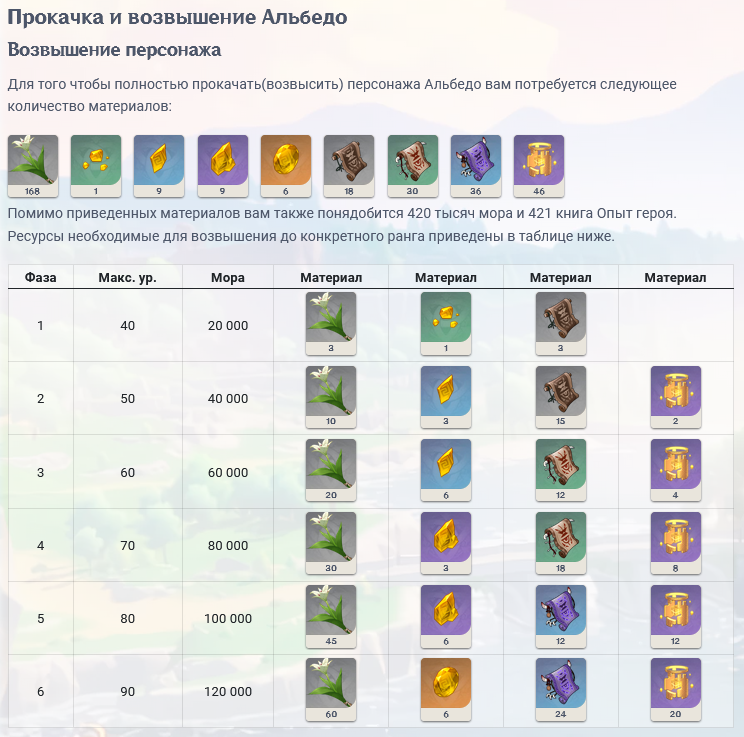 Прокачка и возвышение Альбедо
Возвышение персонажа
Для того чтобы полностью прокачать(возвысить) персонажа Альбедо вам потребуется следующее
количество материалов:
168 1 9 9 6 18 30 36 46
Помимо приведенных материалов вам также понядобится 420 тысяч мора и 421 книга Опыт героя.
Ресурсы необходимые для возвышения до конкретного ранга приведены в таблице ниже.
Фаза Макс. ур. Мора Материал Материал Материал Материал
1 40 20 000 3 1 3
2 50 40 000 10 3 15 2
3 60 60 000 20 6 12 4
4 70 80 000 30 3 18 8
5 80 100 000 45 6 12 12
6 90 120 000 60 6 24 20